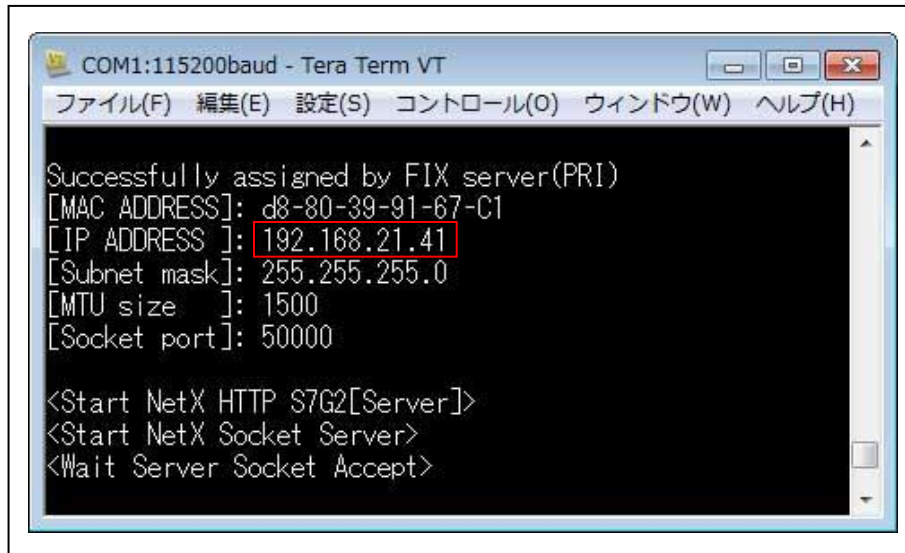 COM1:115200baud - Tera Term VT
ファイル(F) 編集(E) 設定(S) コントロール(O) ウィンドウ(W) ヘルプ(H)
Successfully assigned by FIX server(PRI)
[MAC ADDRESS]: d8-80-39-91-67-C1
[IP ADDRESS ]: 192.168.21.41
[Subnet mask]: 255.255.255.0
[MTU size   ]: 1500
[Socket port]: 50000
<Start NetX HTTP S7G2[Server]>
<Start NetX Socket Server>
<Wait Server Socket Accept>